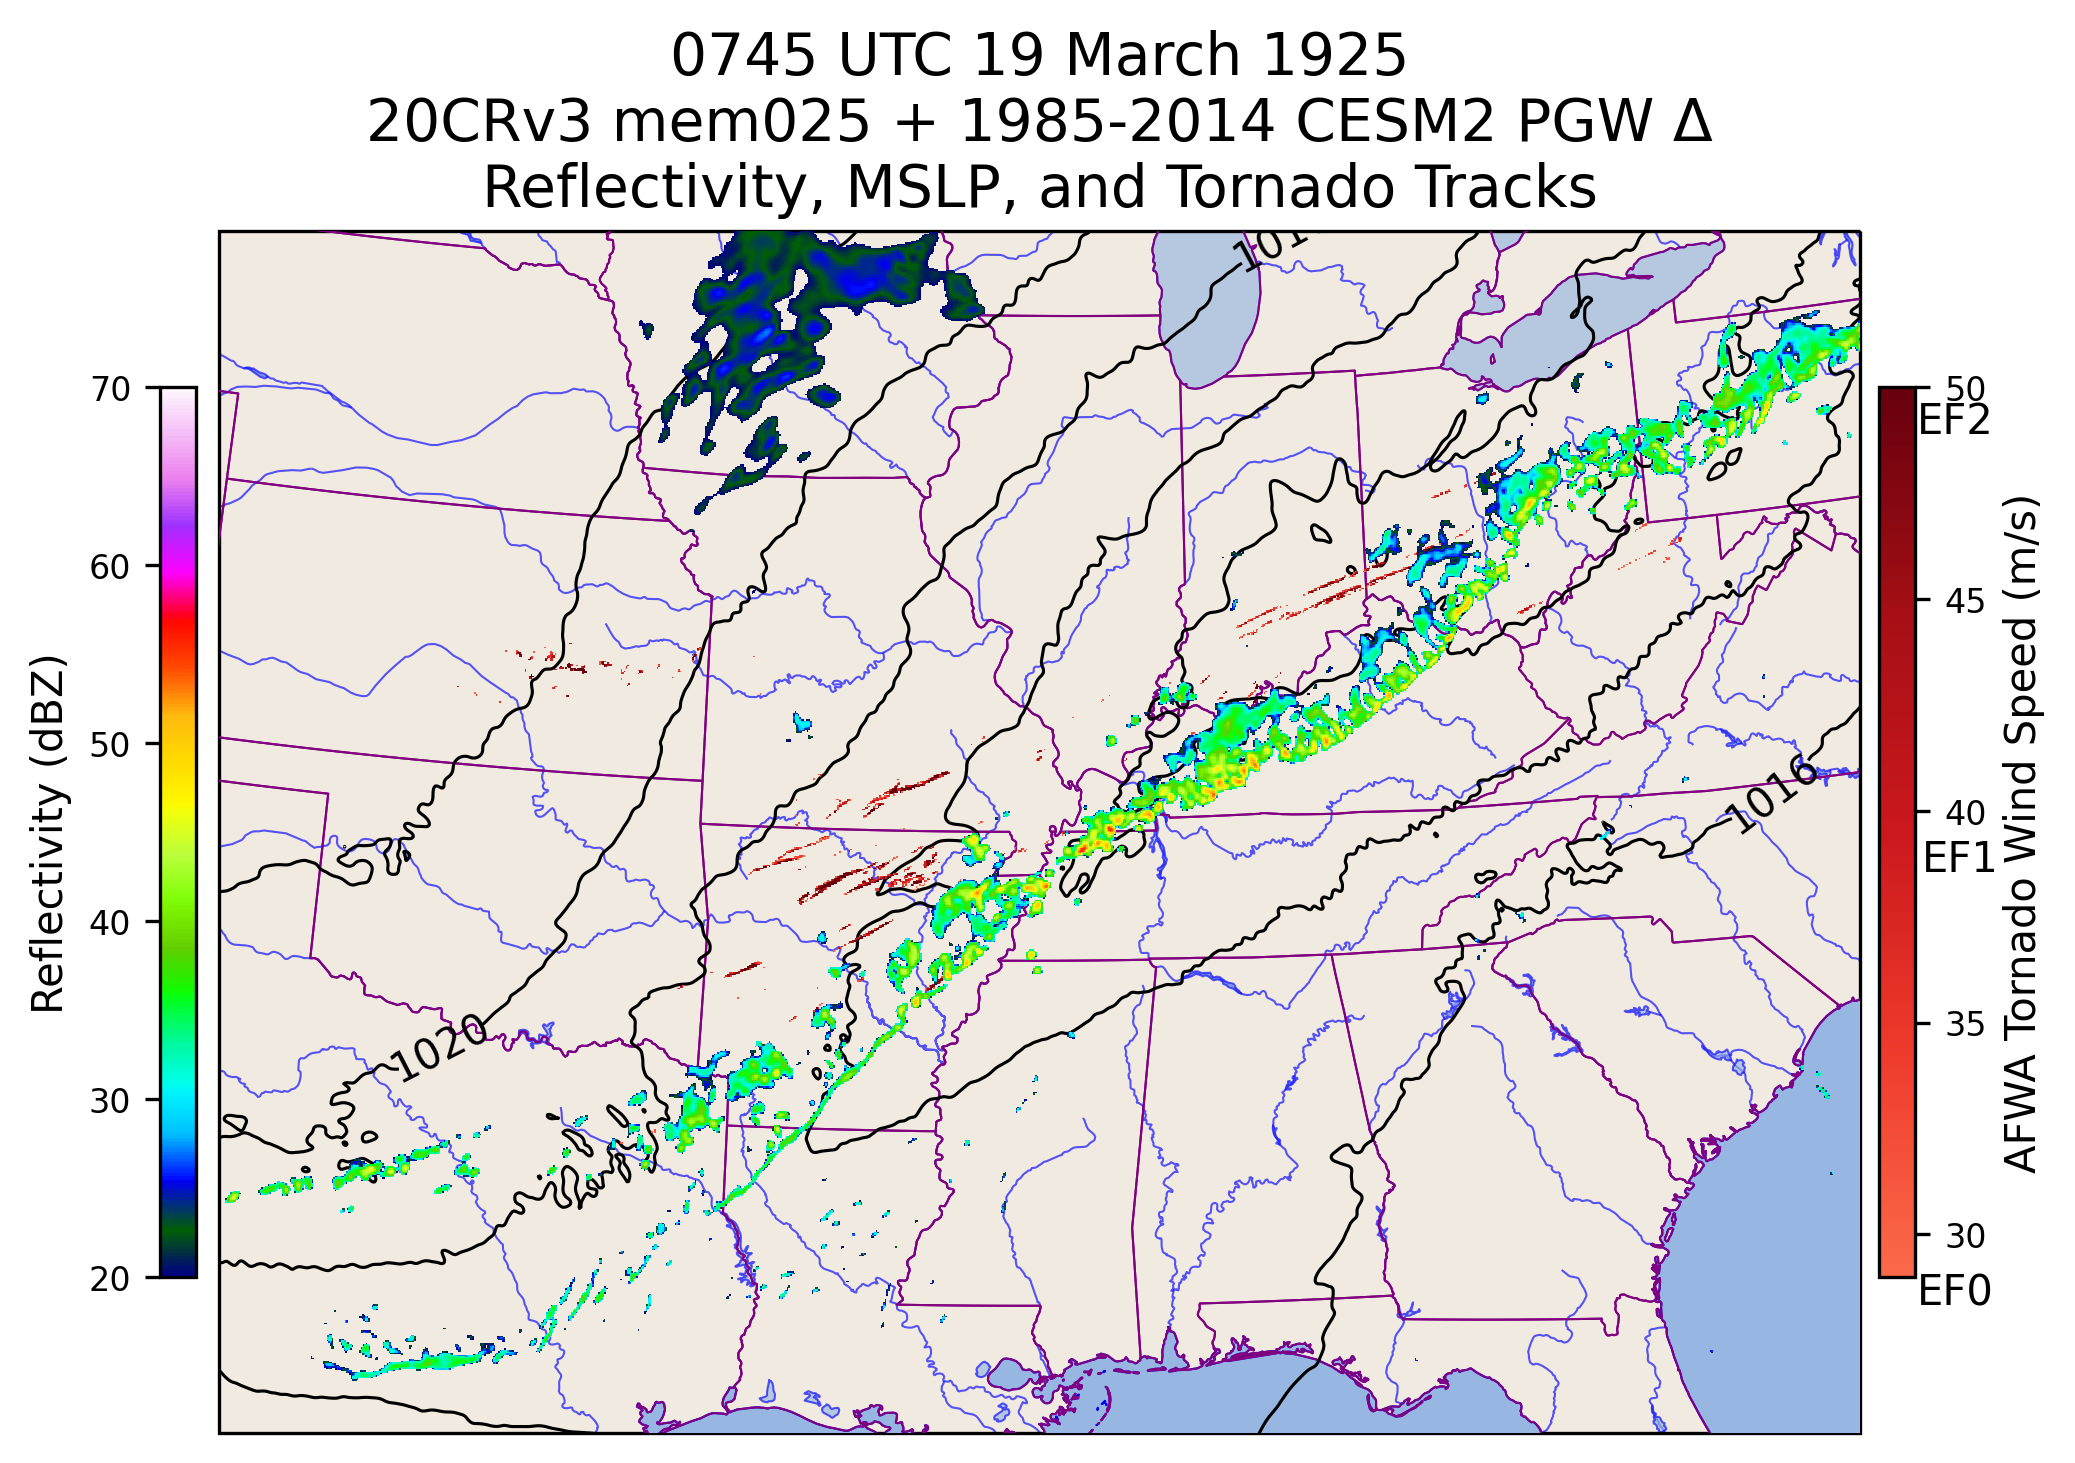 0745 UTC 19 March 1925
20CRv3 mem025 + 1985-2014 CESM2 PGW Δ
Reflectivity, MSLP, and Tornado Tracks
Reflectivity (dBZ)
70
60
50
40
30
20
101
1016
1020
50
EF2
45
40
EF1
35
30
EF0
AFWA Tornado Wind Speed (m/s)